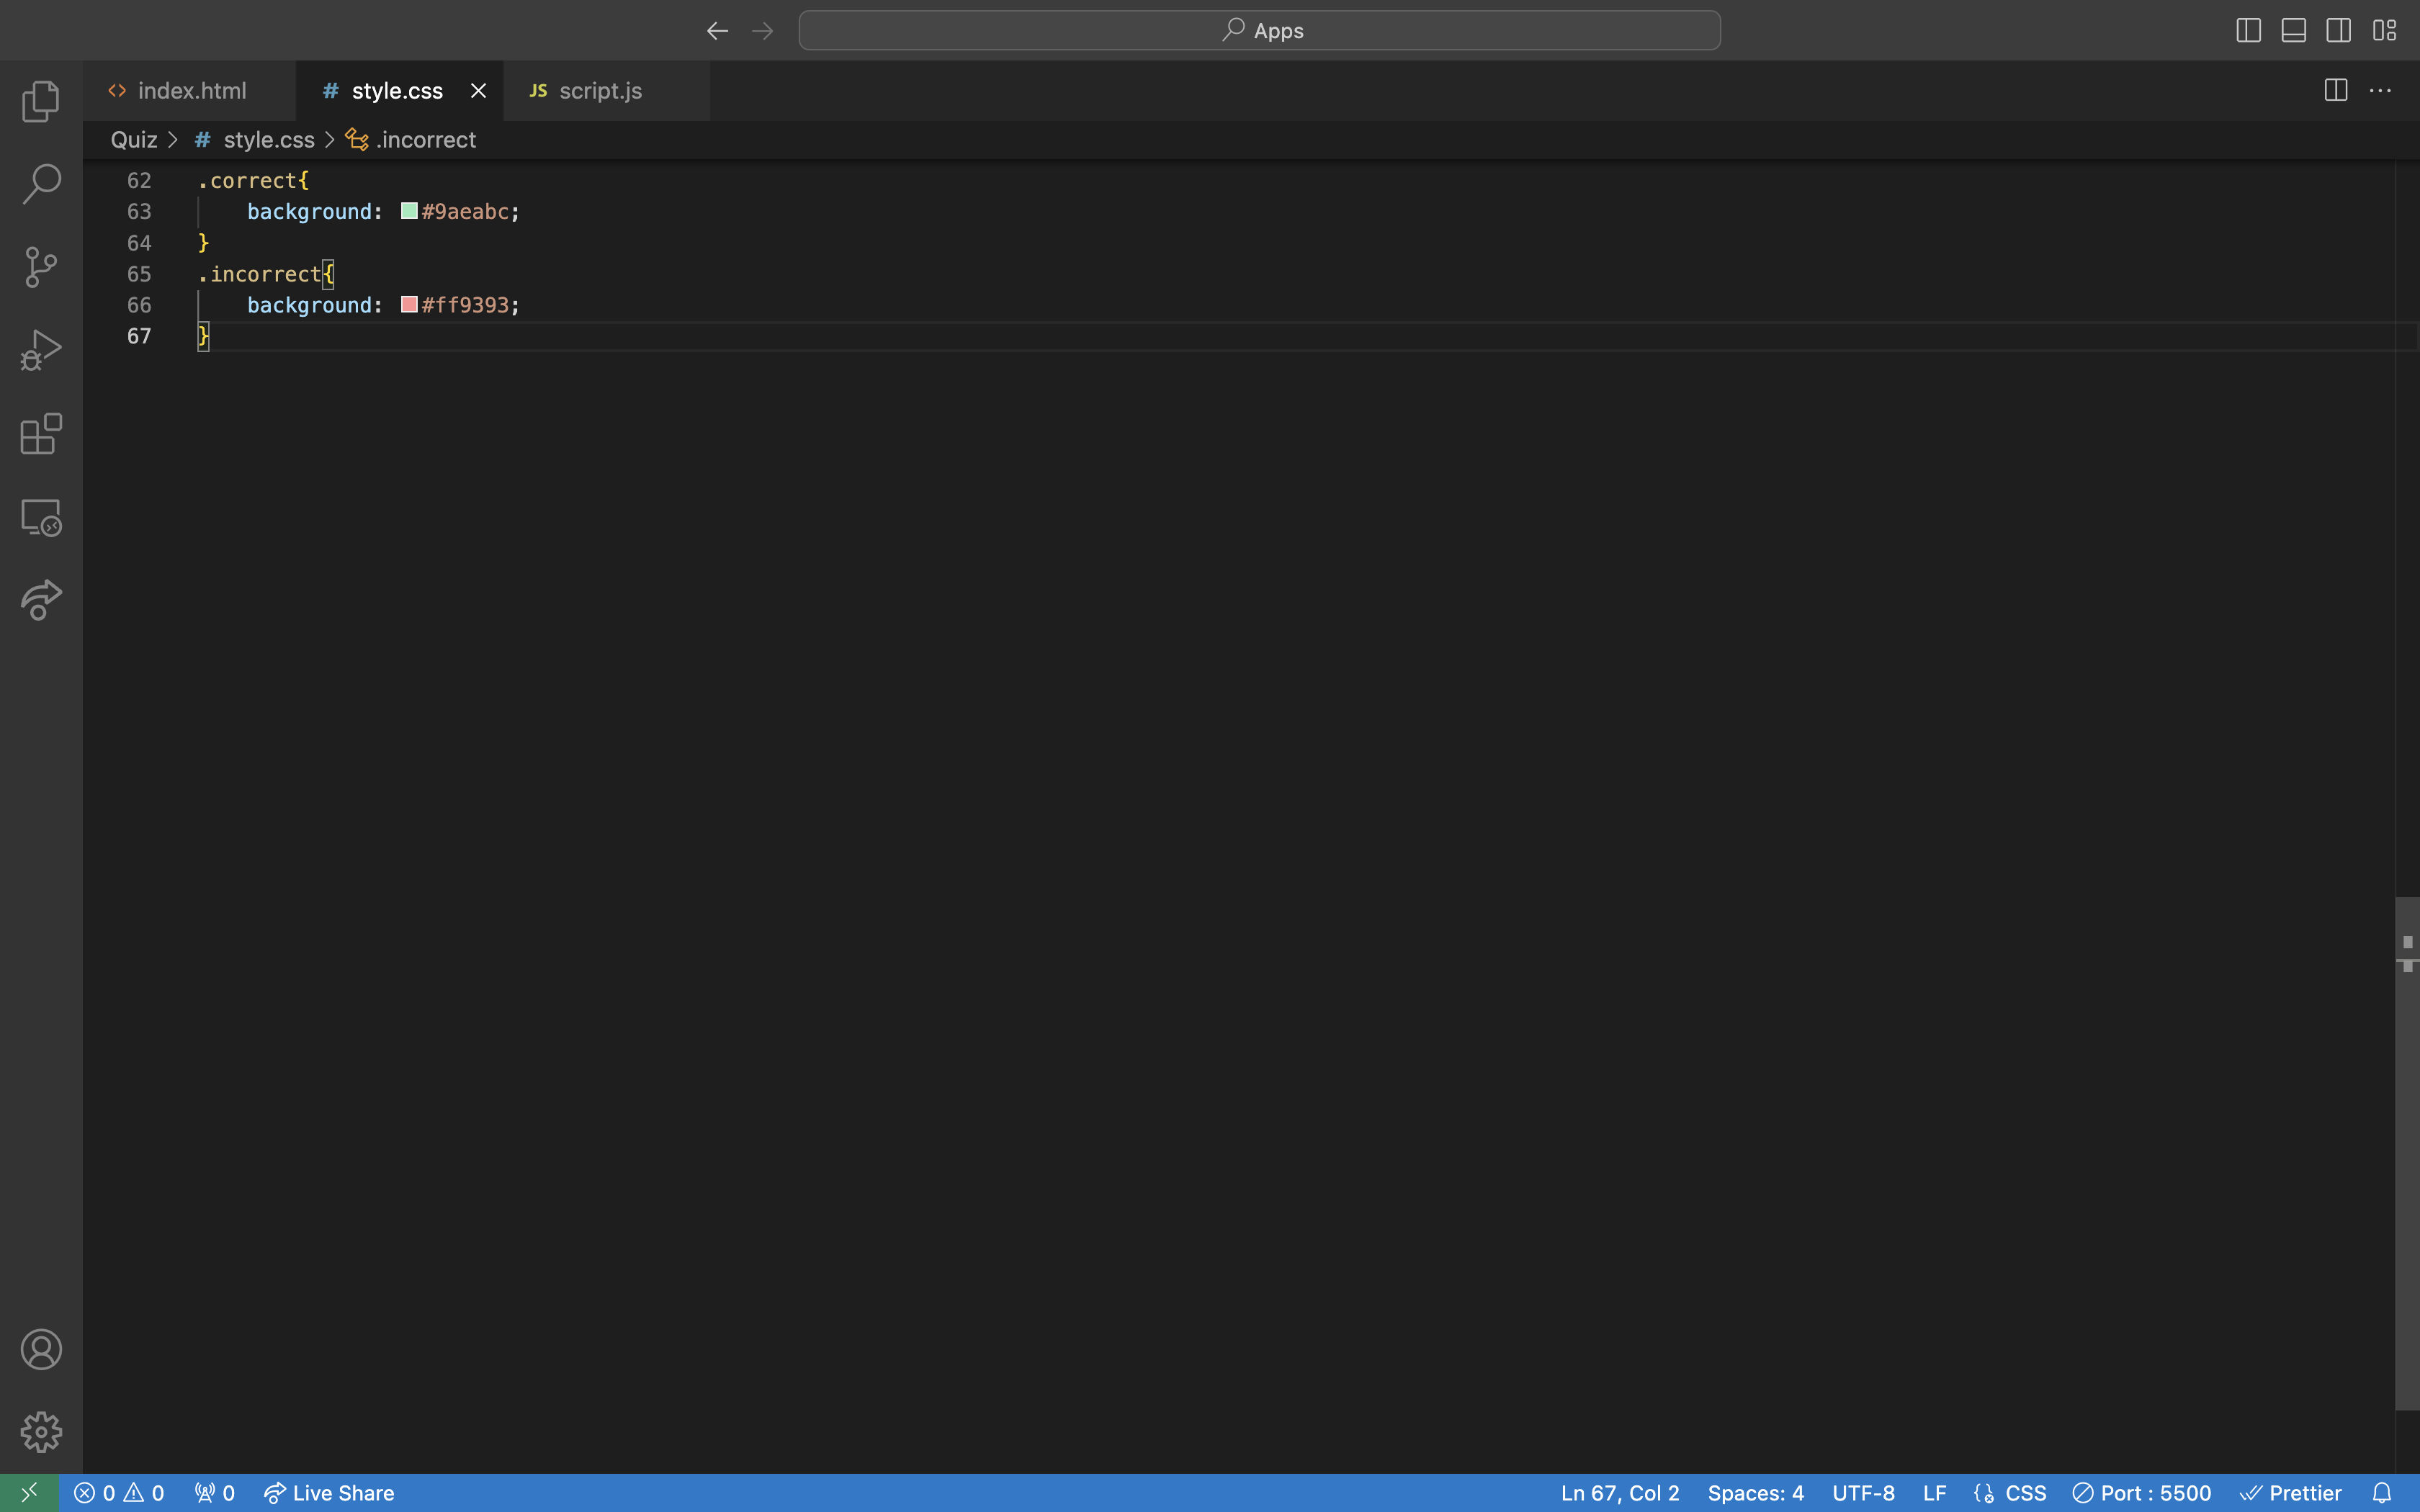 Apps
index.html
# style.css
JS script.js
Quiz > # style.css > .incorrect
62 .correct{
63     background: #9aeabc;
64 }
65 .incorrect{
66     background: #ff9393;
67 }
0 0 0 Live Share Ln 67, Col 2 Spaces: 4 UTF-8 LF {} CSS Port : 5500 Prettier